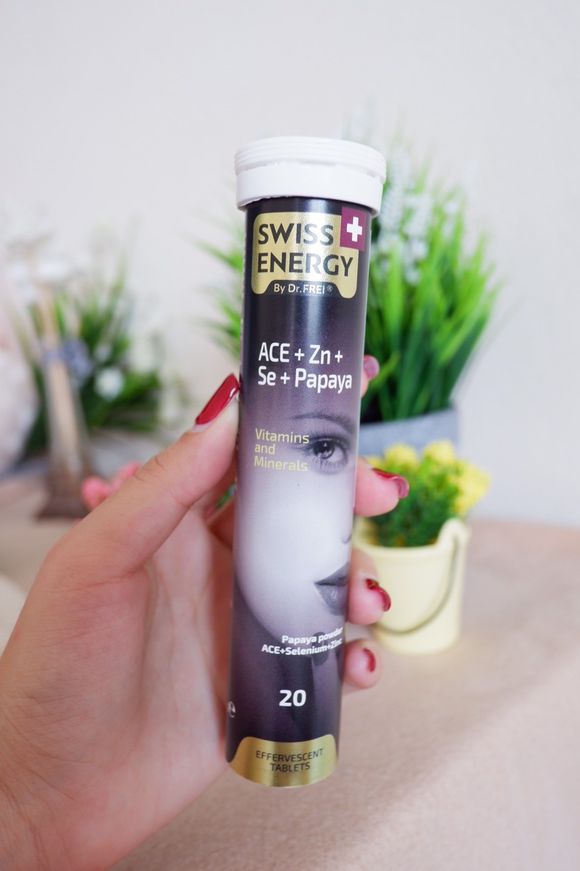 SWISS
ENERGY
By Dr.FREI®
ACE + Zn +
Se + Papaya
Vitamins
and
Minerals
Papaya powder
ACE+Selenium+Zinc
20
EFFERVESCENT
TABLETS